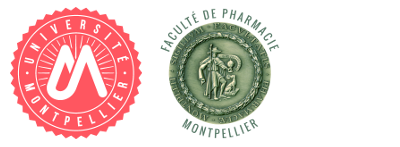 UNIVERSITÉ
MONTPELLIER
FACULTÉ DE PHARMACIE
MONTPELLIER